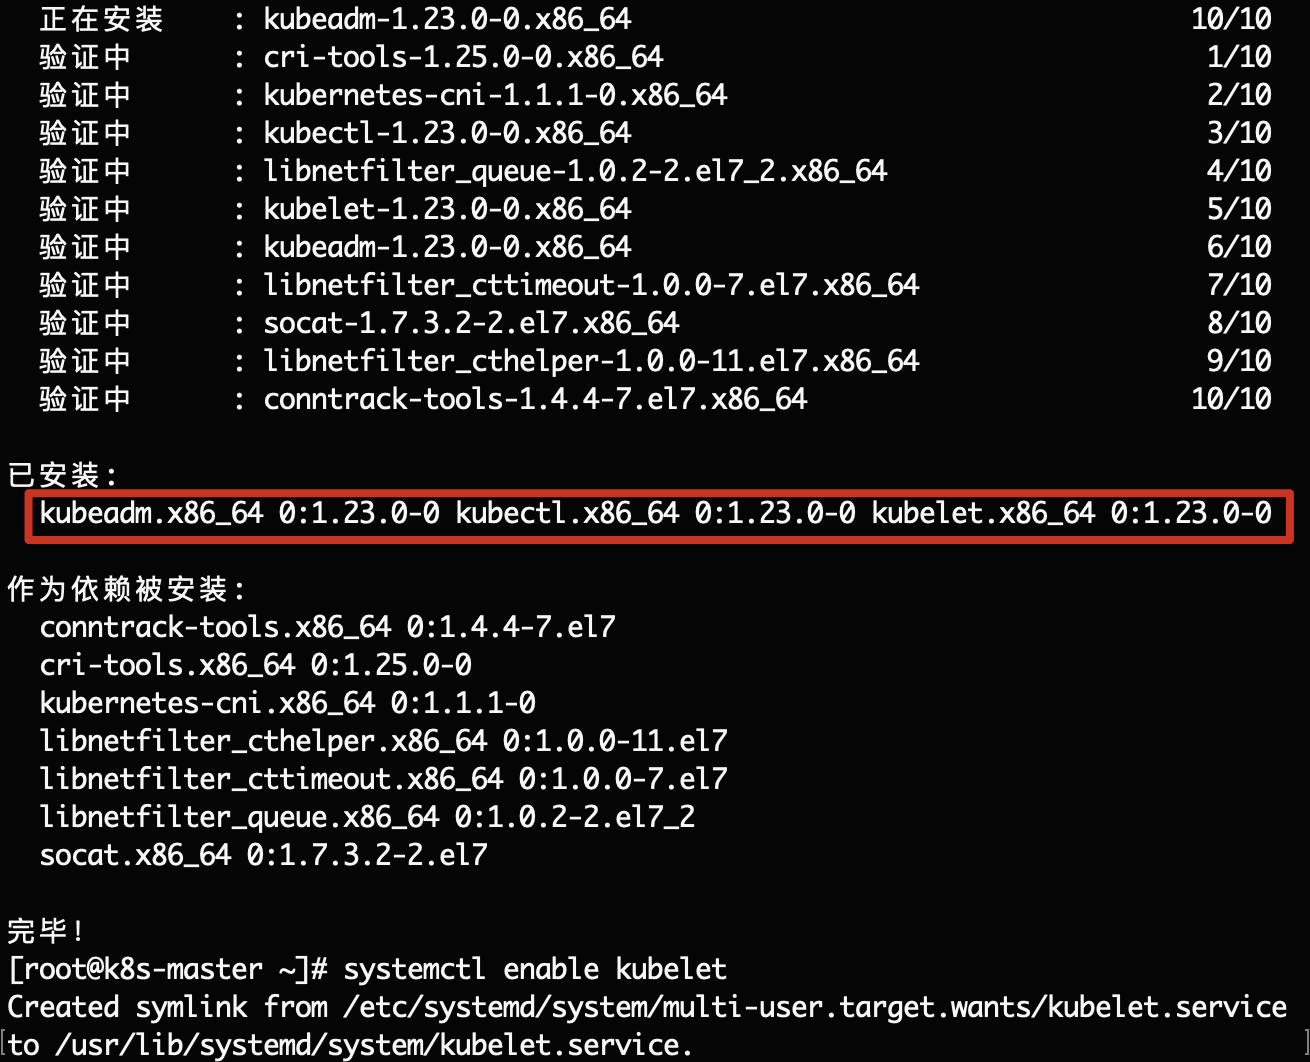 正在安装    : kubeadm-1.23.0-0.x86_64    10/10
验证中    : cri-tools-1.25.0-0.x86_64    1/10
验证中    : kubernetes-cni-1.1.1-0.x86_64    2/10
验证中    : kubectl-1.23.0-0.x86_64    3/10
验证中    : libnetfilter_queue-1.0.2-2.el7_2.x86_64    4/10
验证中    : kubelet-1.23.0-0.x86_64    5/10
验证中    : kubeadm-1.23.0-0.x86_64    6/10
验证中    : libnetfilter_cttimeout-1.0.0-7.el7.x86_64    7/10
验证中    : socat-1.7.3.2-2.el7.x86_64    8/10
验证中    : libnetfilter_cthelper-1.0.0-11.el7.x86_64    9/10
验证中    : conntrack-tools-1.4.4-7.el7.x86_64    10/10
已安装:
kubeadm.x86_64 0:1.23.0-0 kubectl.x86_64 0:1.23.0-0 kubelet.x86_64 0:1.23.0-0
作为依赖被安装:
conntrack-tools.x86_64 0:1.4.4-7.el7
cri-tools.x86_64 0:1.25.0-0
kubernetes-cni.x86_64 0:1.1.1-0
libnetfilter_cthelper.x86_64 0:1.0.0-11.el7
libnetfilter_cttimeout.x86_64 0:1.0.0-7.el7
libnetfilter_queue.x86_64 0:1.0.2-2.el7_2
socat.x86_64 0:1.7.3.2-2.el7
完毕!
[root@k8s-master ~]# systemctl enable kubelet
Created symlink from /etc/systemd/system/multi-user.target.wants/kubelet.service
to /usr/lib/systemd/system/kubelet.service.